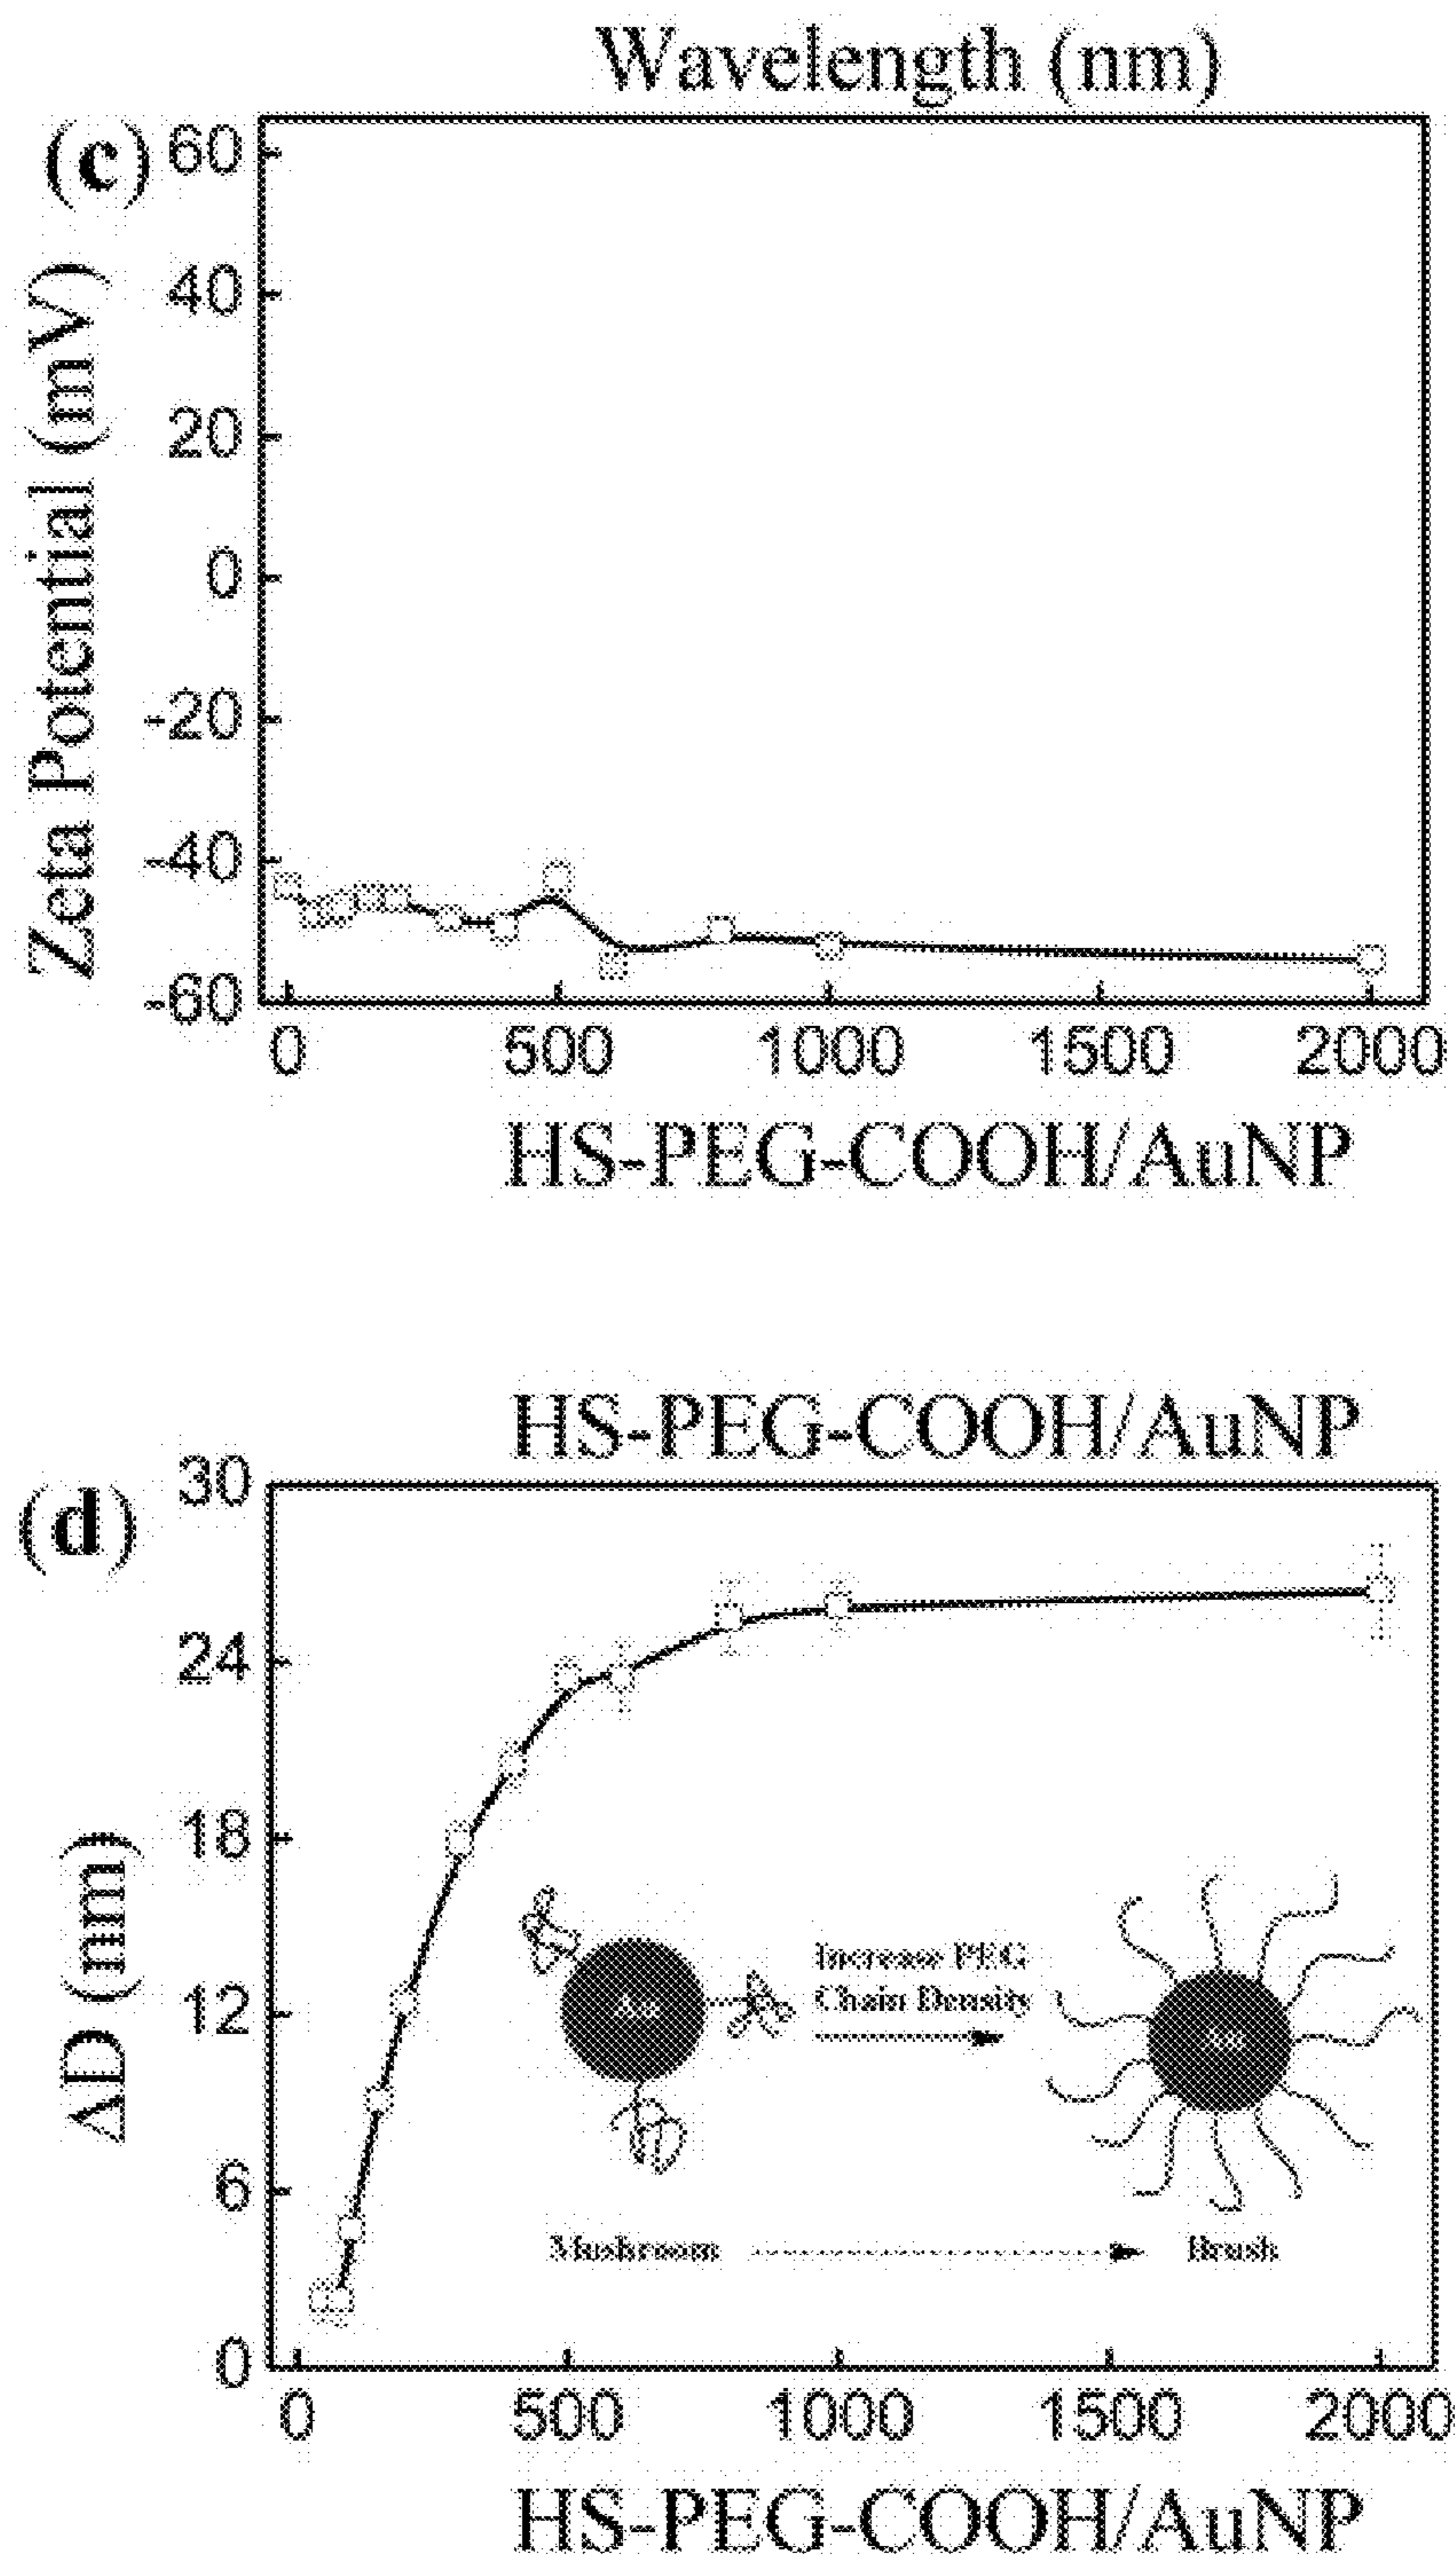 Wavelength (nm)
(c)
60
40
20
0
-20
-40
-60
Zeta Potential (mV)
0 500 1000 1500 2000
HS-PEG-COOH/AuNP
HS-PEG-COOH/AuNP
(d)
30
24
18
12
6
0
ΔD (nm)
Increase PEG
Chain Density
Mushroom Brush
0 500 1000 1500 2000
HS-PEG-COOH/AuNP